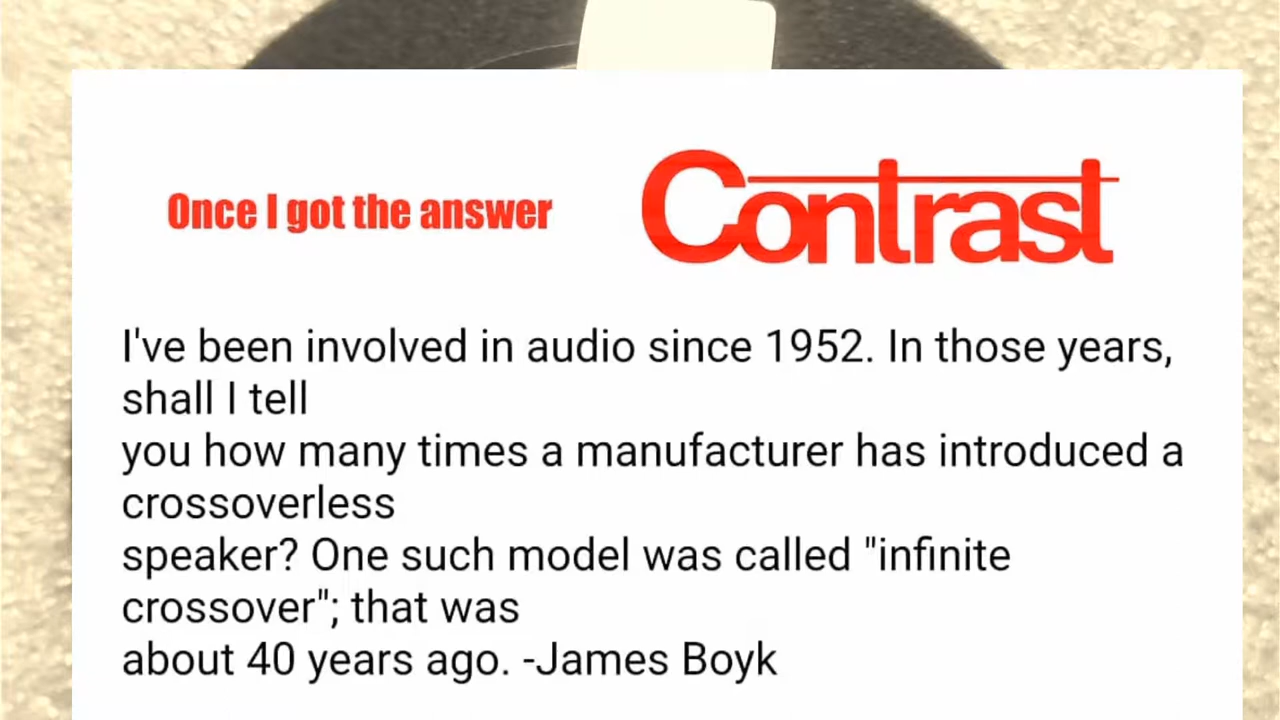 Once I got the answer
Contrast
I've been involved in audio since 1952. In those years,
shall I tell
you how many times a manufacturer has introduced a
crossoverless
speaker? One such model was called "infinite
crossover"; that was
about 40 years ago. -James Boyk